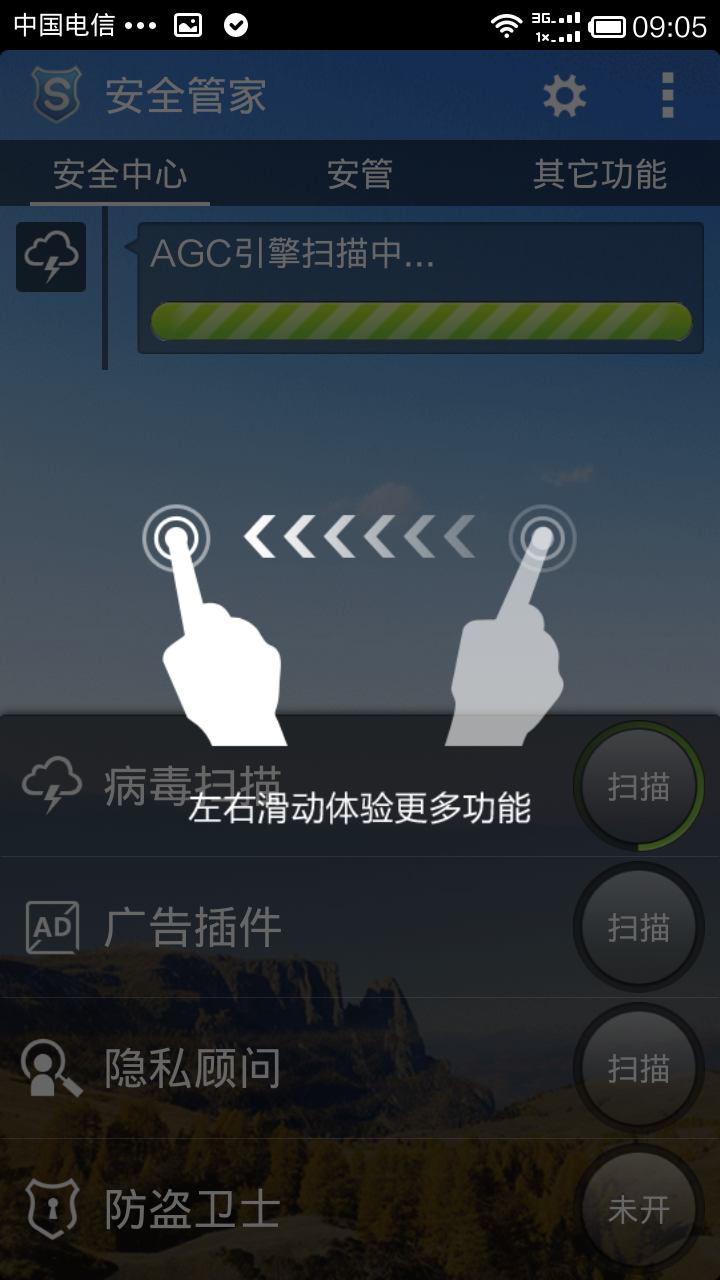 中国电信 ••• 3G 1× 09:05
S 安全管家
安全中心 安管 其它功能
AGC引擎扫描中...
病毒扫描 扫描
左右滑动体验更多功能
AD 广告插件 扫描
隐私顾问 扫描
防盗卫士 未开